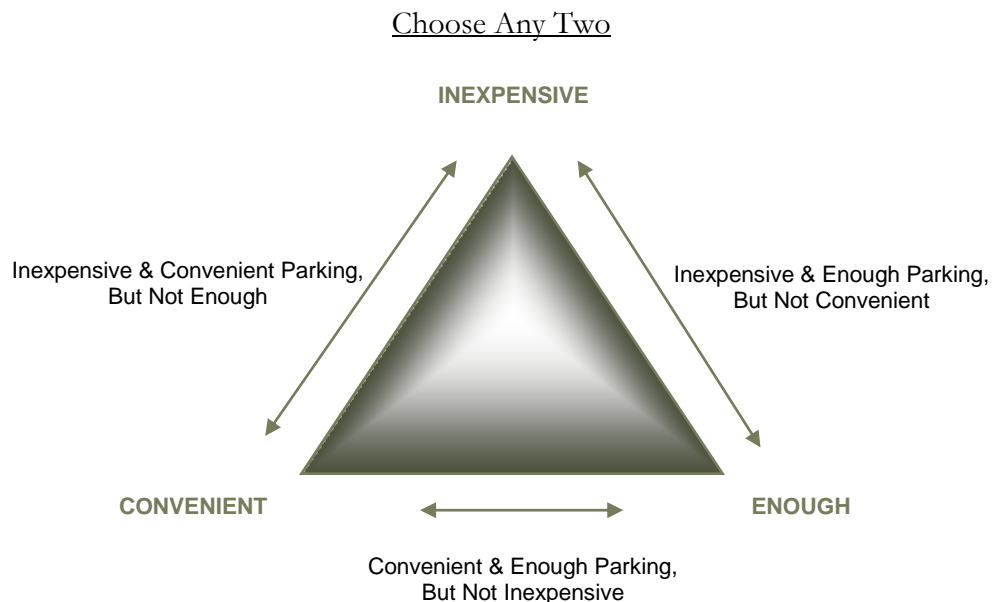 Choose Any Two
INEXPENSIVE
Inexpensive & Convenient Parking,
But Not Enough
Inexpensive & Enough Parking,
But Not Convenient
CONVENIENT
ENOUGH
Convenient & Enough Parking,
But Not Inexpensive